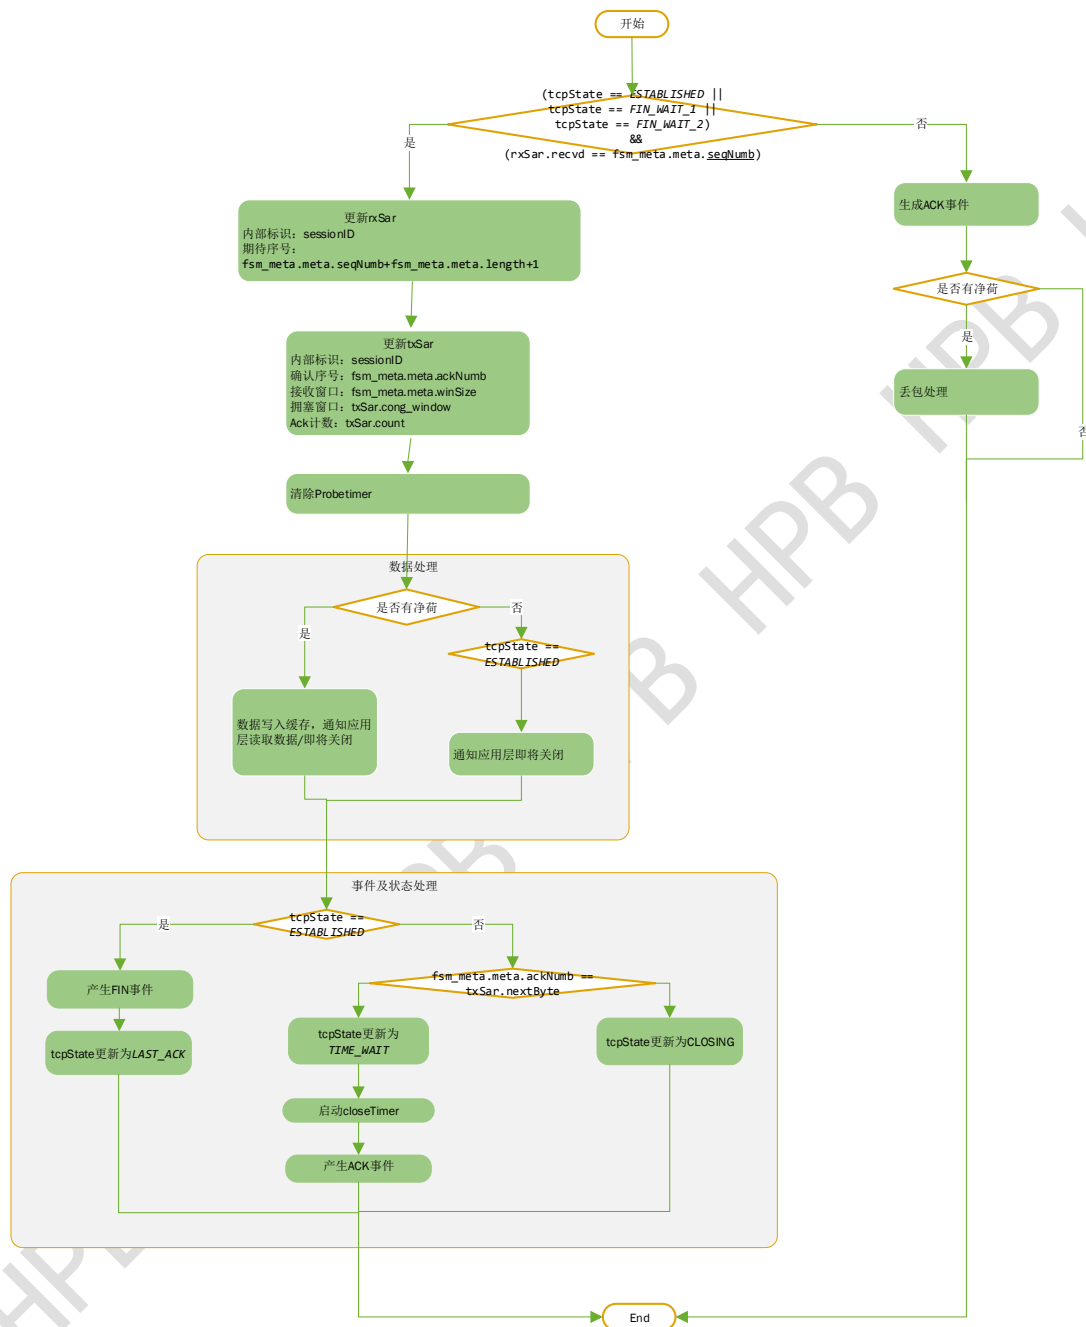 开始
(tcpState == ESTABLISHED ||
tcpState == FIN_WAIT_1 ||
tcpState == FIN_WAIT_2)
&&
(rxSar.recvd == fsm_meta.meta.seqNumb)
是
否
更新rxSar
内部标识：sessionID
期待序号：
fsm_meta.meta.seqNumb+fsm_meta.meta.length+1
生成ACK事件
是否有净荷
是
否
丢包处理
更新txSar
内部标识：sessionID
确认序号：fsm_meta.meta.ackNumb
接收窗口：fsm_meta.meta.winSize
拥塞窗口：txSar.cong_window
Ack计数：txSar.count
清除Probetimer
数据处理
是否有净荷
是
否
tcpState ==
ESTABLISHED
数据写入缓存，通知应用
层读取数据/即将关闭
通知应用层即将关闭
事件及状态处理
tcpState ==
ESTABLISHED
是
否
产生FIN事件
tcpState更新为LAST_ACK
fsm_meta.meta.ackNumb ==
txSar.nextByte
tcpState更新为
TIME_WAIT
tcpState更新为CLOSING
启动closeTimer
产生ACK事件
End
HPB HPB HPB HPB HPB